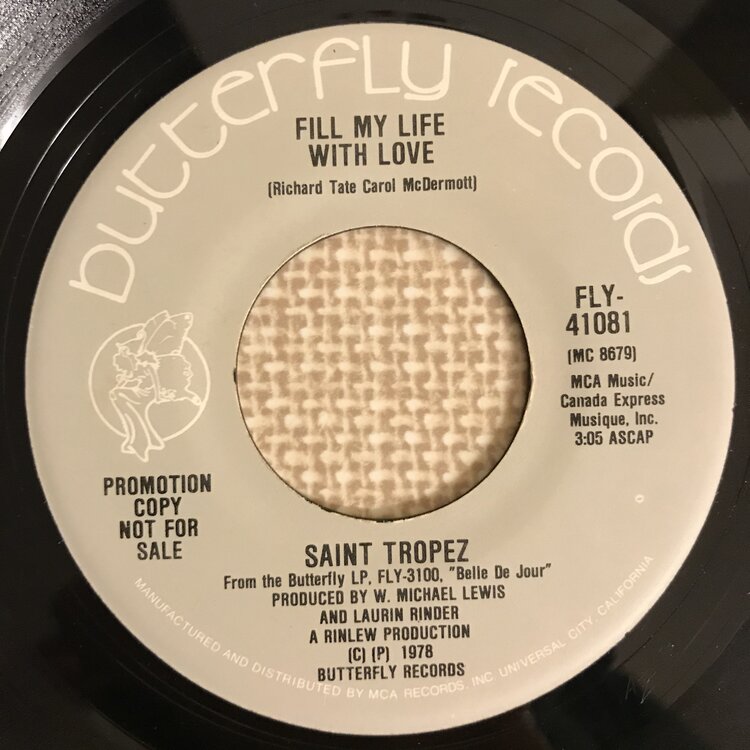 butterfly records
FILL MY LIFE
WITH LOVE
(Richard Tate Carol McDermott)
FLY-
41081
(MC 8679)
MCA Music/
Canada Express
Musique, Inc.
3:05 ASCAP
PROMOTION
COPY
NOT FOR
SALE
SAINT TROPEZ
From the Butterfly LP, FLY-3100, "Belle De Jour"
PRODUCED BY W. MICHAEL LEWIS
AND LAURIN RINDER
A RINLEW PRODUCTION
(C) (P) 1978
BUTTERFLY RECORDS
MANUFACTURED AND DISTRIBUTED BY MCA RECORDS, INC UNIVERSAL CITY, CALIFORNIA